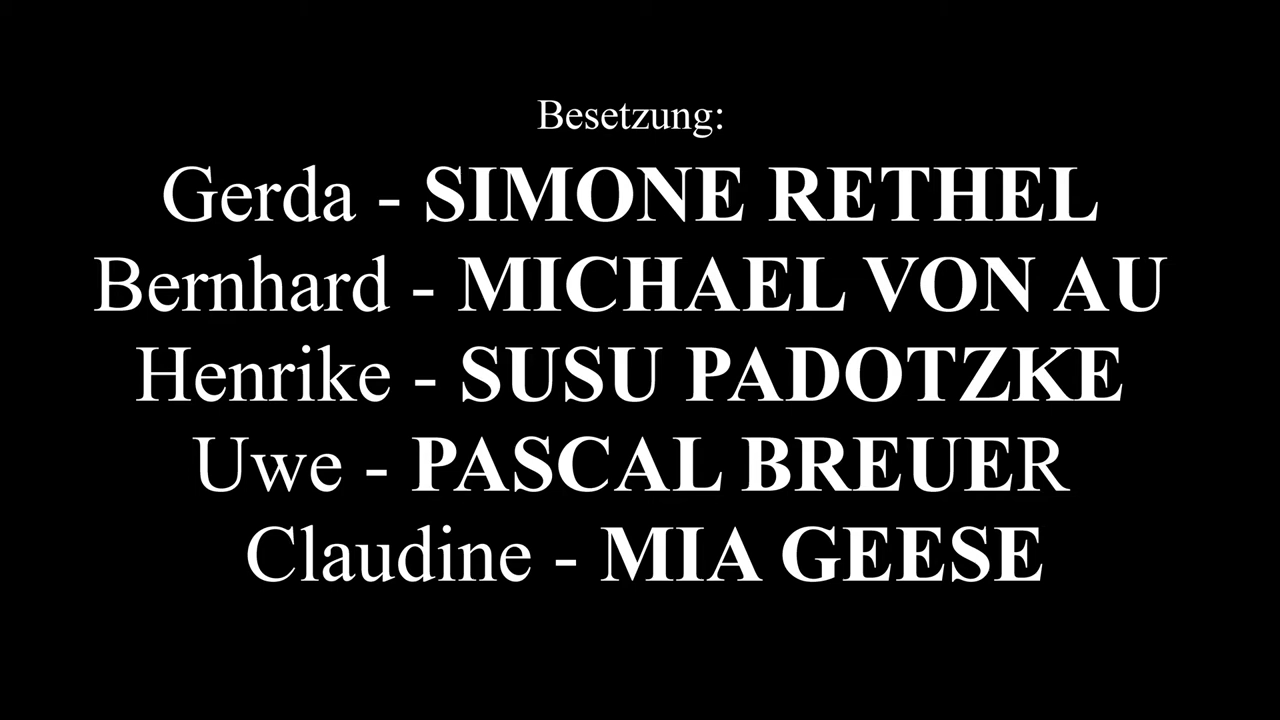 Besetzung:
Gerda - SIMONE RETHEL
Bernhard - MICHAEL VON AU
Henrike - SUSU PADOTZKE
Uwe - PASCAL BREUER
Claudine - MIA GEESE